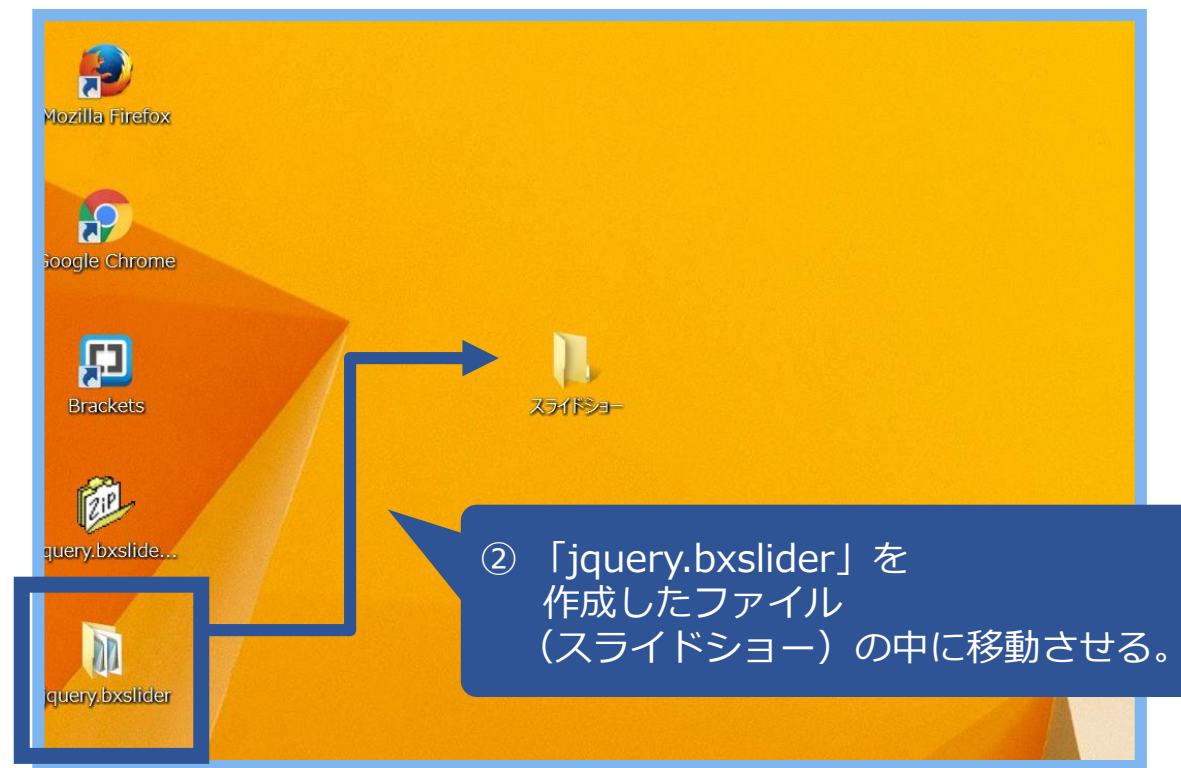 Mozilla Firefox
Google Chrome
Brackets
スライドショー
Zip
query.bxslide...
jquery.bxslider
② 「jquery.bxslider」を
作成したファイル
（スライドショー）の中に移動させる。